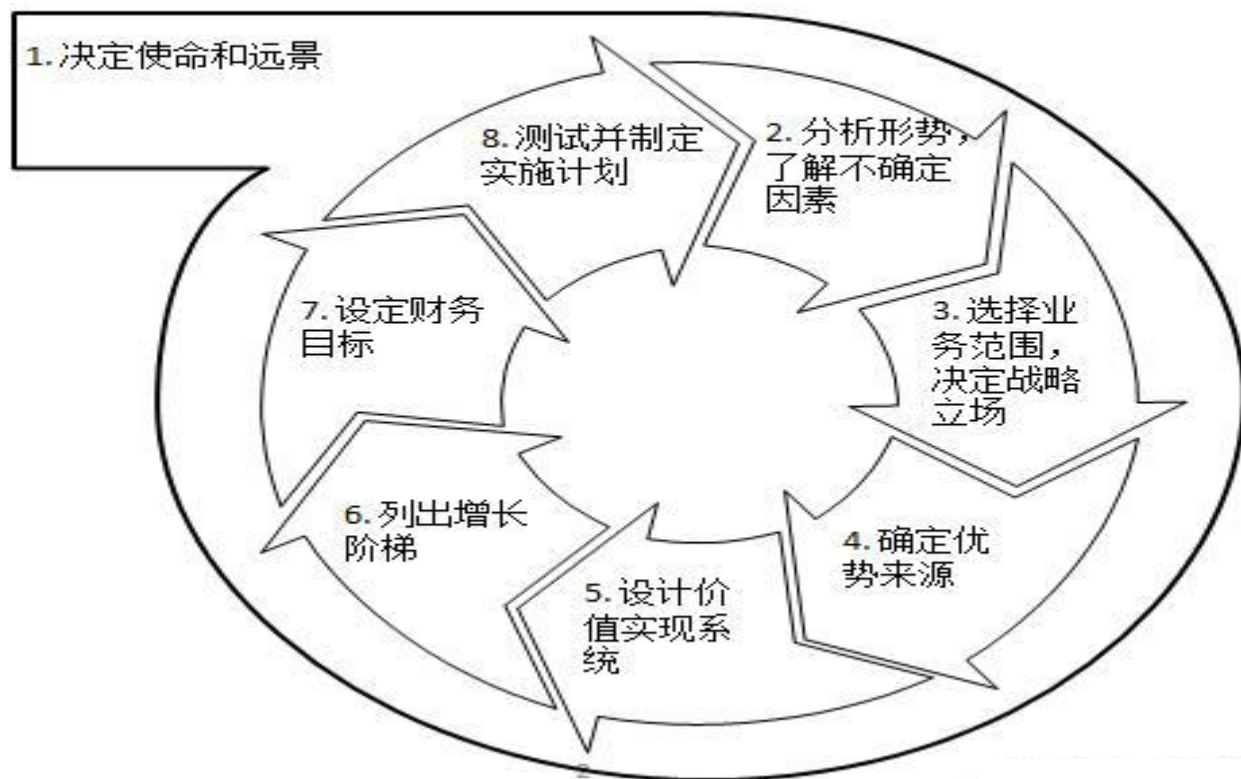 1. 决定使命和远景
8. 测试并制定
实施计划
2. 分析形势，
了解不确定
因素
7. 设定财务
目标
3. 选择业
务范围，
决定战略
立场
6. 列出增长
阶梯
4. 确定优
势来源
5. 设计价
值实现系
统
2